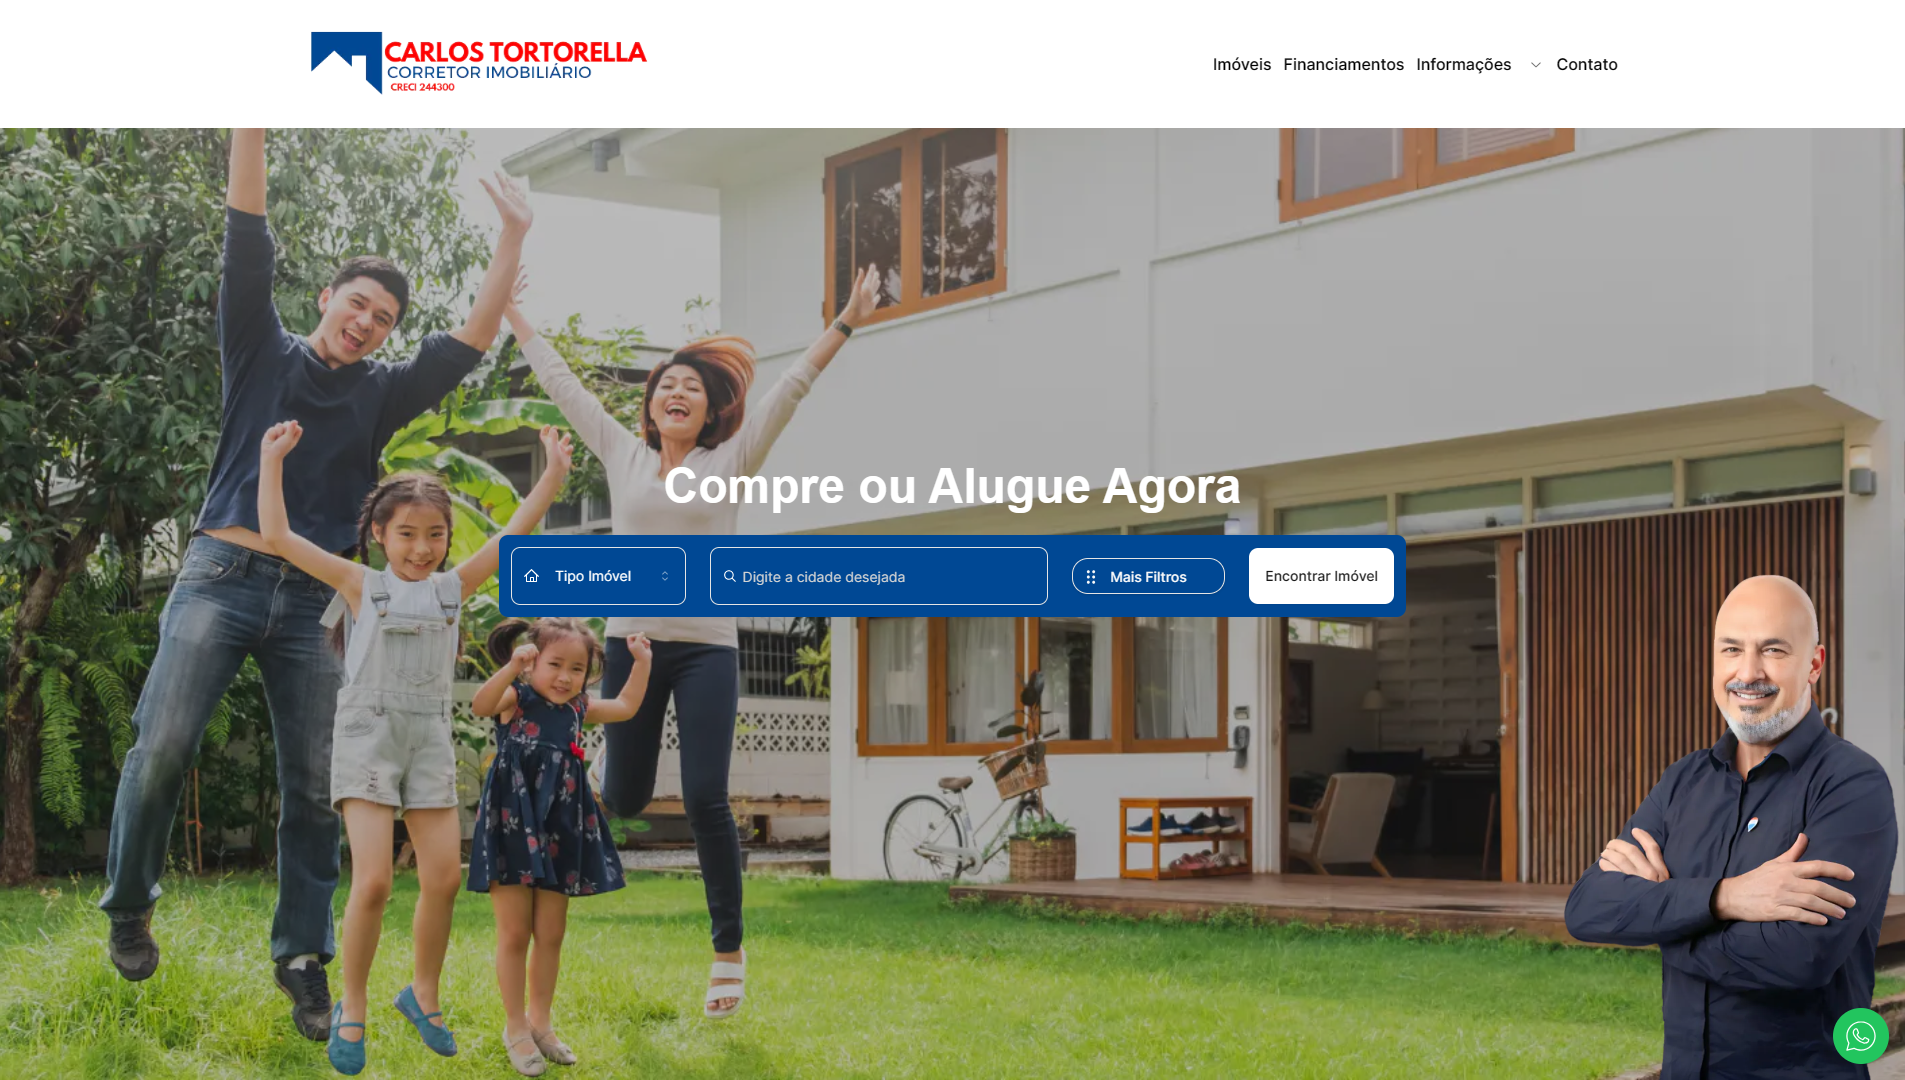 CARLOS TORTORELLA
CORRETOR IMOBILIÁRIO
CRECI 244300
Imóveis Financiamentos Informações Contato
Compre ou Alugue Agora
Tipo Imóvel
Digite a cidade desejada
Mais Filtros
Encontrar Imóvel